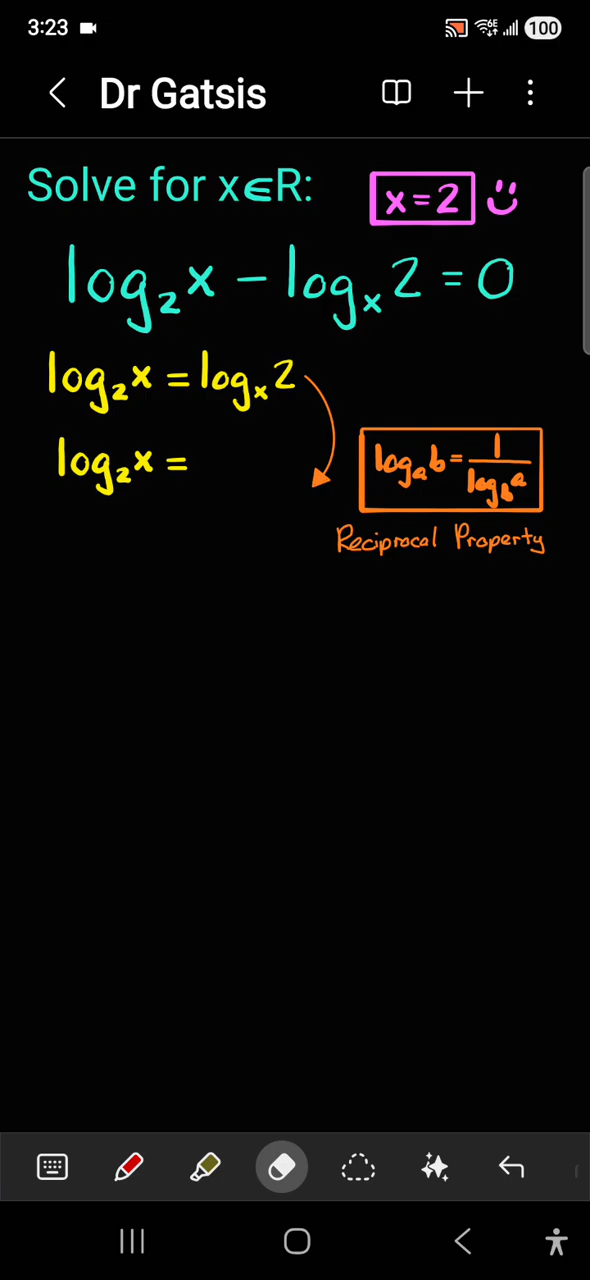 3:23 6E 100
Dr Gatsis
Solve for x∈R:
x=2
log₂x − logₓ2 = 0
log₂x = logₓ2
log₂x =
logₐb = 1/log_b a
Reciprocal Property